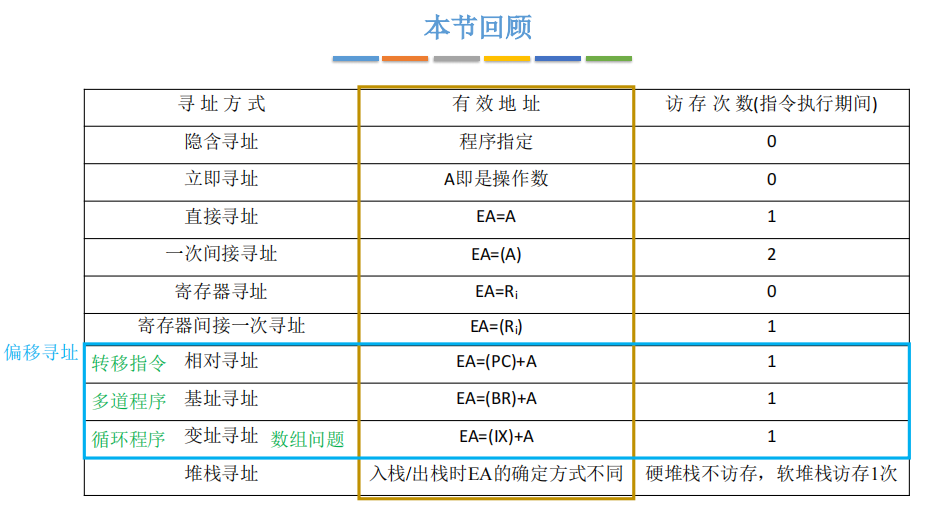 本节回顾
寻址方式 有效地址 访存次数(指令执行期间)
隐含寻址 程序指定 0
立即寻址 A即是操作数 0
直接寻址 EA=A 1
一次间接寻址 EA=(A) 2
寄存器寻址 EA=Ri 0
寄存器间接一次寻址 EA=(Ri) 1
偏移寻址
转移指令 相对寻址 EA=(PC)+A 1
多道程序 基址寻址 EA=(BR)+A 1
循环程序 变址寻址 数组问题 EA=(IX)+A 1
堆栈寻址 入栈/出栈时EA的确定方式不同 硬堆栈不访存，软堆栈访存1次